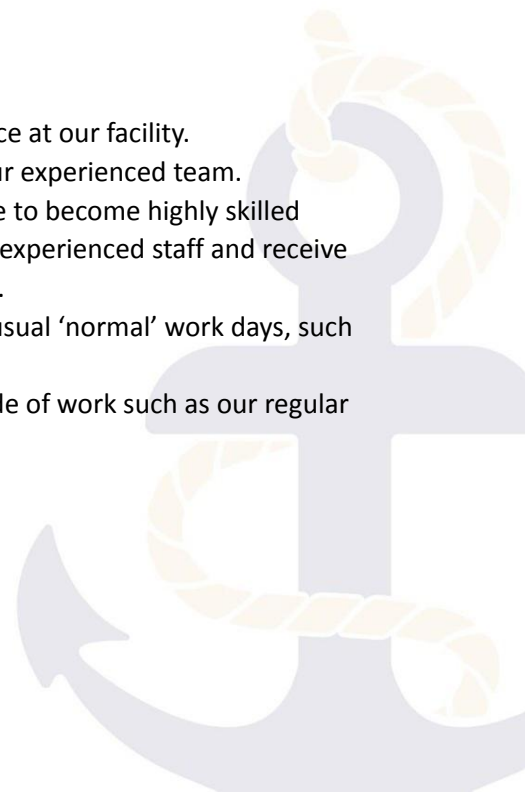 ce at our facility.
ur experienced team.
e to become highly skilled
experienced staff and receive
.
usual ‘normal’ work days, such
de of work such as our regular